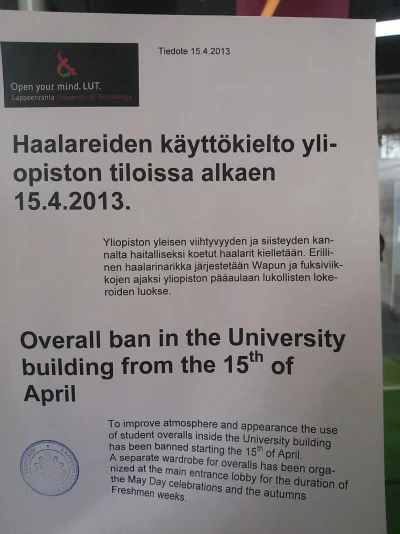 Tiedote 15.4.2013
Open your mind. LUT.
Lappeenranta University of Technology
Haalareiden käyttökielto yli-
opiston tiloissa alkaen
15.4.2013.
Yliopiston yleisen viihtyvyyden ja siisteyden kan-
nalta haitalliseksi koetut haalarit kielletään. Erilli-
nen haalarinarikka järjestetään Wapun ja fuksiviik-
kojen ajaksi yliopiston pääaulaan lukollisten loke-
roiden luokse.
Overall ban in the University
building from the 15th of
April
To improve atmosphere and appearance the use
of student overalls inside the University building
has been banned starting the 15th of April.
A separate wardrobe for overalls has been orga-
nized at the main entrance lobby for the duration of
the May Day celebrations and the autumns
Freshmen weeks.